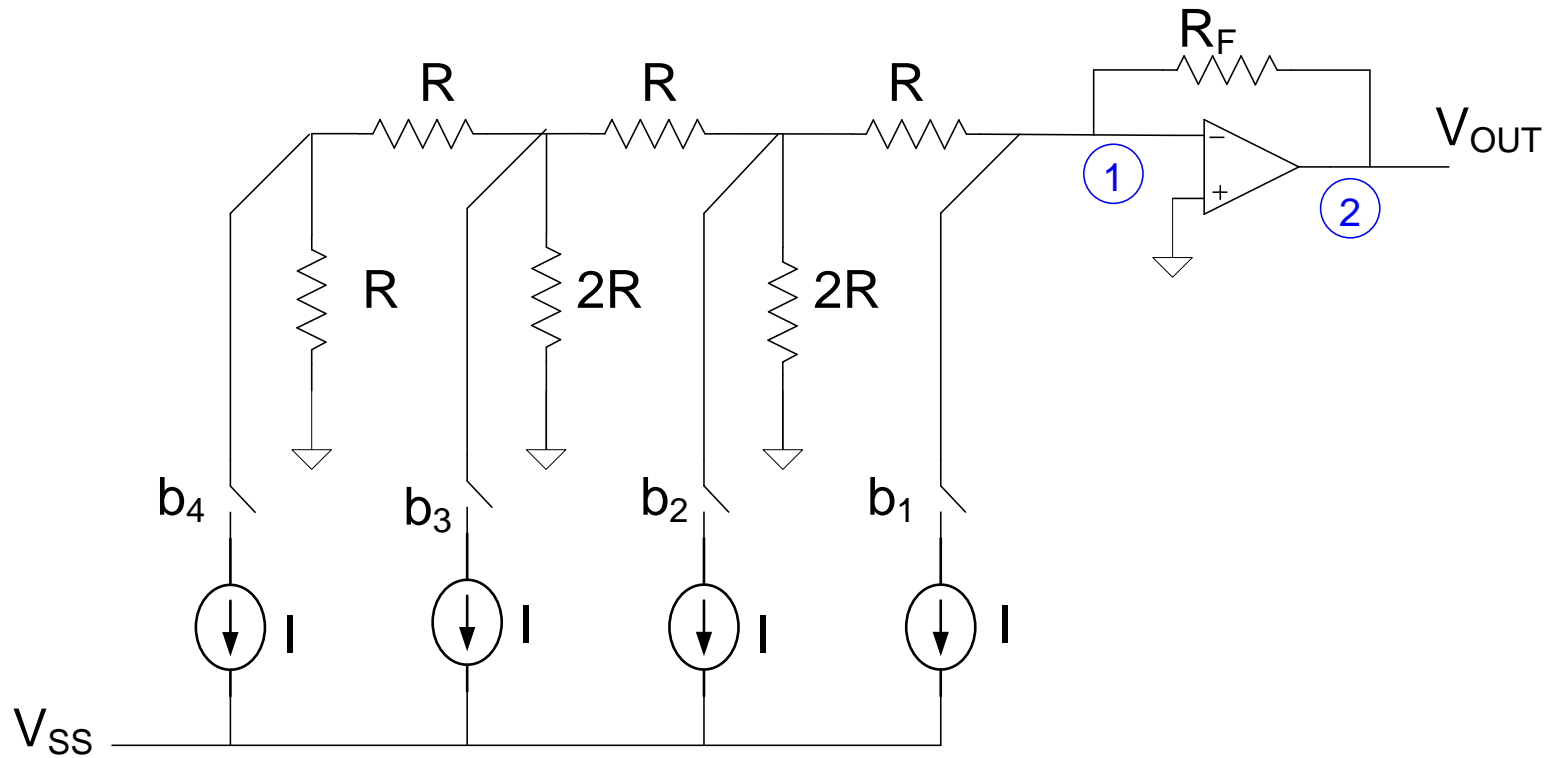 R R R R_F
V_OUT
1
2
− +
R 2R 2R
b_4 b_3 b_2 b_1
I I I I
V_SS